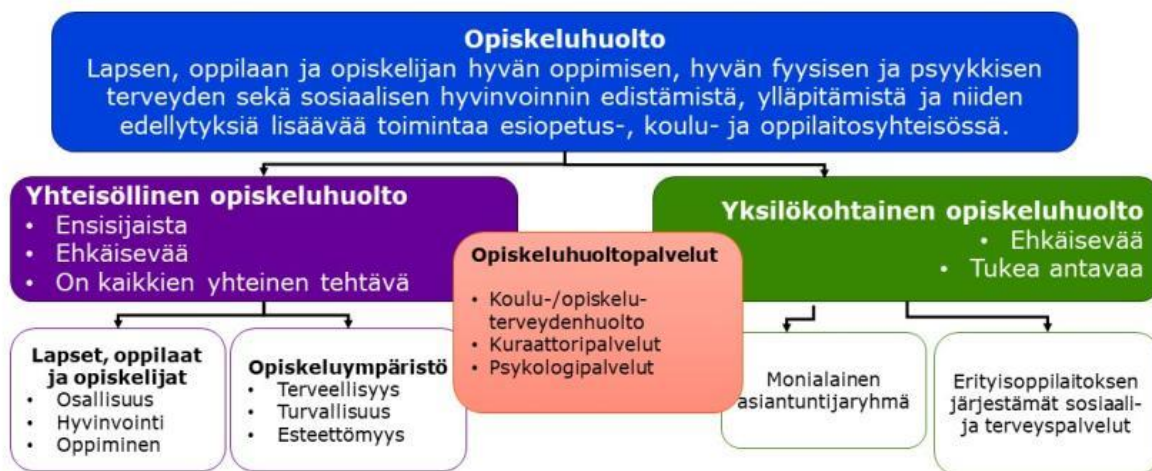 Opiskeluhuolto
Lapsen, oppilaan ja opiskelijan hyvän oppimisen, hyvän fyysisen ja psyykkisen
terveyden sekä sosiaalisen hyvinvoinnin edistämistä, ylläpitämistä ja niiden
edellytyksiä lisäävää toimintaa esiopetus-, koulu- ja oppilaitosyhteisössä.
Yhteisöllinen opiskeluhuolto
• Ensisijaista
• Ehkäisevää
• On kaikkien yhteinen tehtävä
Opiskeluhuoltopalvelut
• Koulu-/opiskelu-
terveydenhuolto
• Kuraattoripalvelut
• Psykologipalvelut
Yksilökohtainen opiskeluhuolto
• Ehkäisevää
• Tukea antavaa
Lapset, oppilaat
ja opiskelijat
• Osallisuus
• Hyvinvointi
• Oppiminen
Opiskeluympäristö
• Terveellisyys
• Turvallisuus
• Esteettömyys
Monialainen
asiantuntijaryhmä
Erityisoppilaitoksen
järjestämät sosiaali-
ja terveyspalvelut